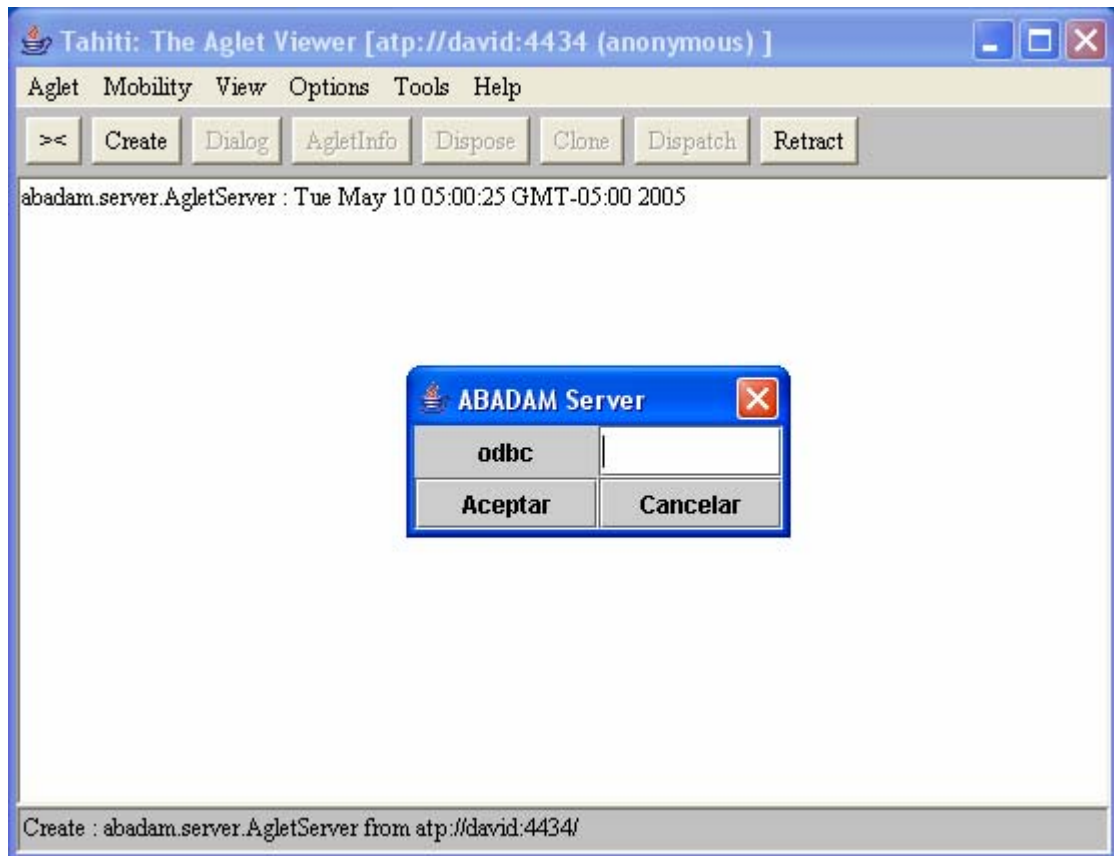 Tahiti: The Aglet Viewer [atp://david:4434 (anonymous) ]
Aglet Mobility View Options Tools Help
>< Create Dialog AgletInfo Dispose Clone Dispatch Retract
abadam.server.AgletServer : Tue May 10 05:00:25 GMT-05:00 2005
ABADAM Server
odbc
Aceptar Cancelar
Create : abadam.server.AgletServer from atp://david:4434/